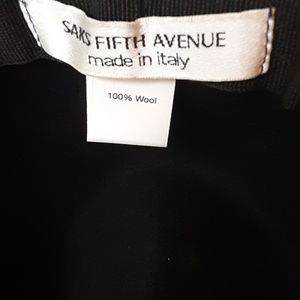 SAKS FIFTH AVENUE
made in italy
100% Wool